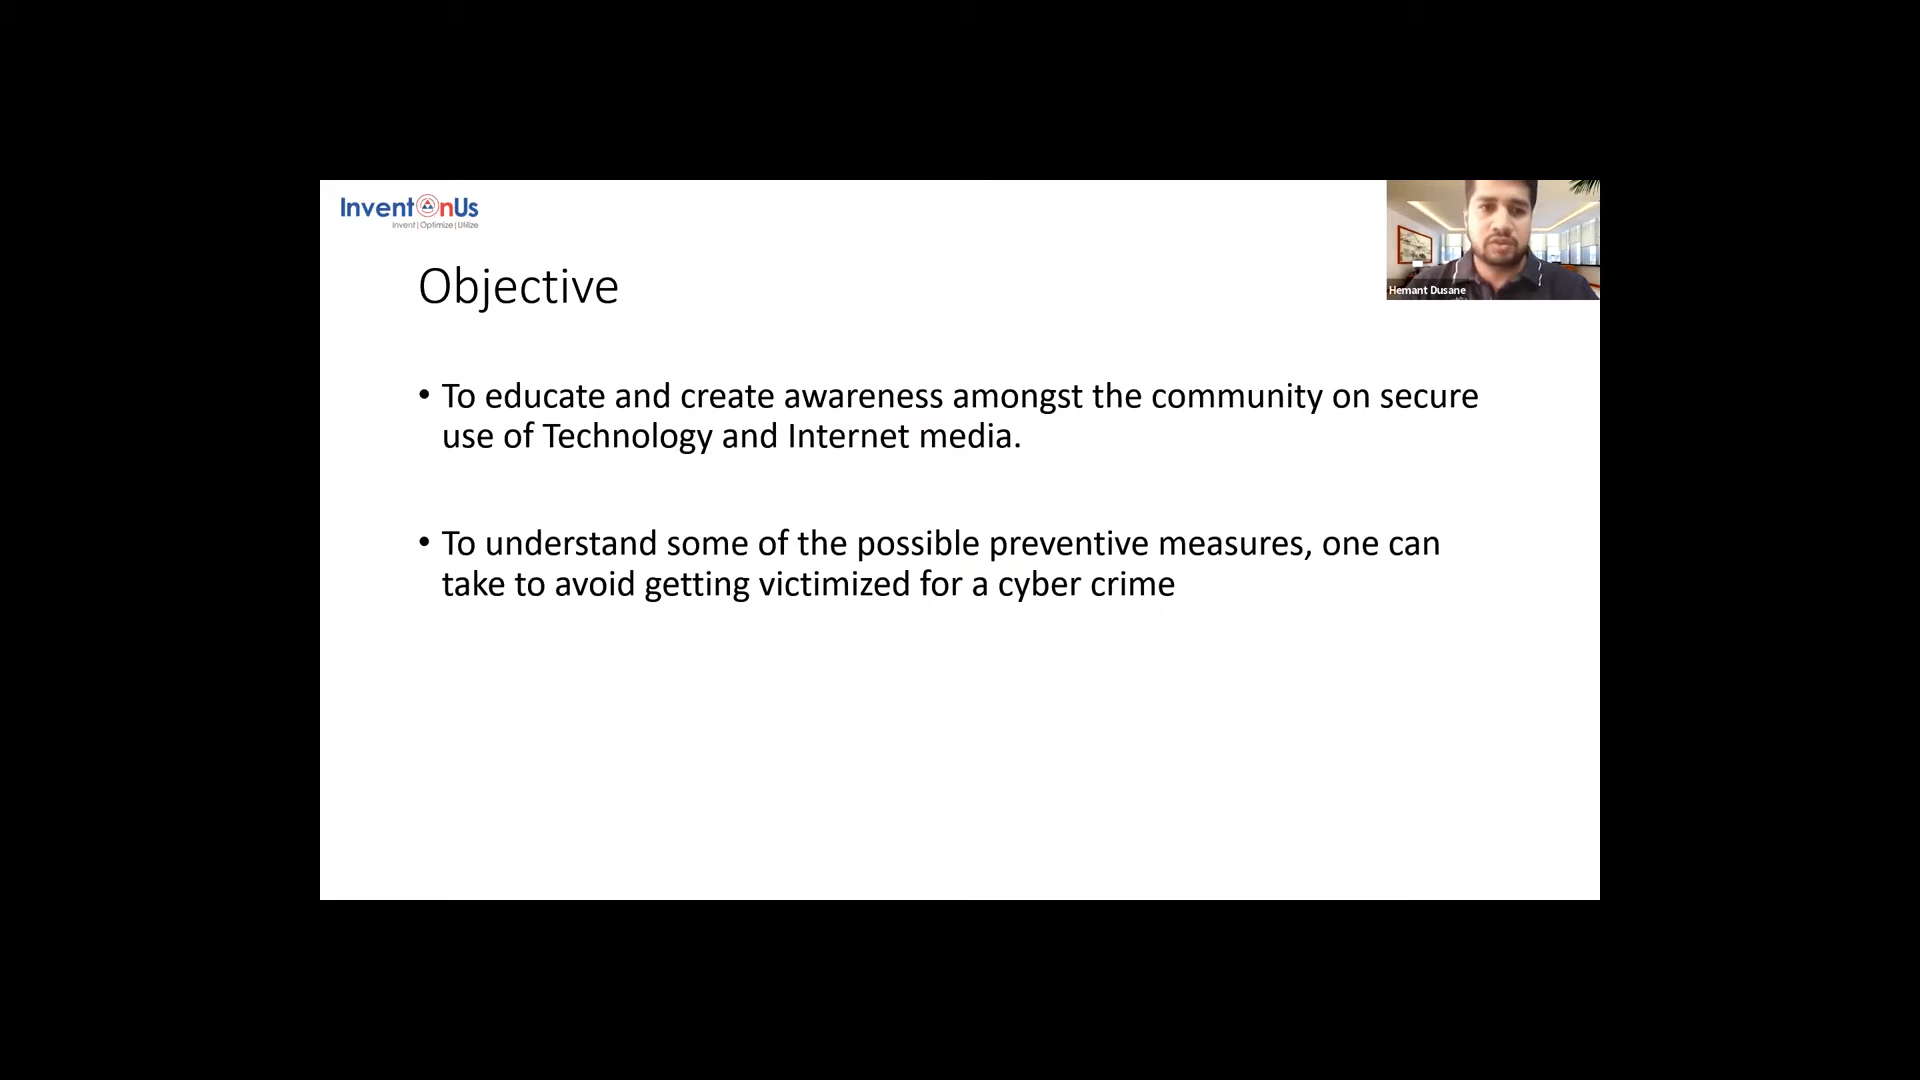 InventOnUs
Invent | Optimize | Utilize
Hemant Dusane
Objective
• To educate and create awareness amongst the community on secure
use of Technology and Internet media.
• To understand some of the possible preventive measures, one can
take to avoid getting victimized for a cyber crime